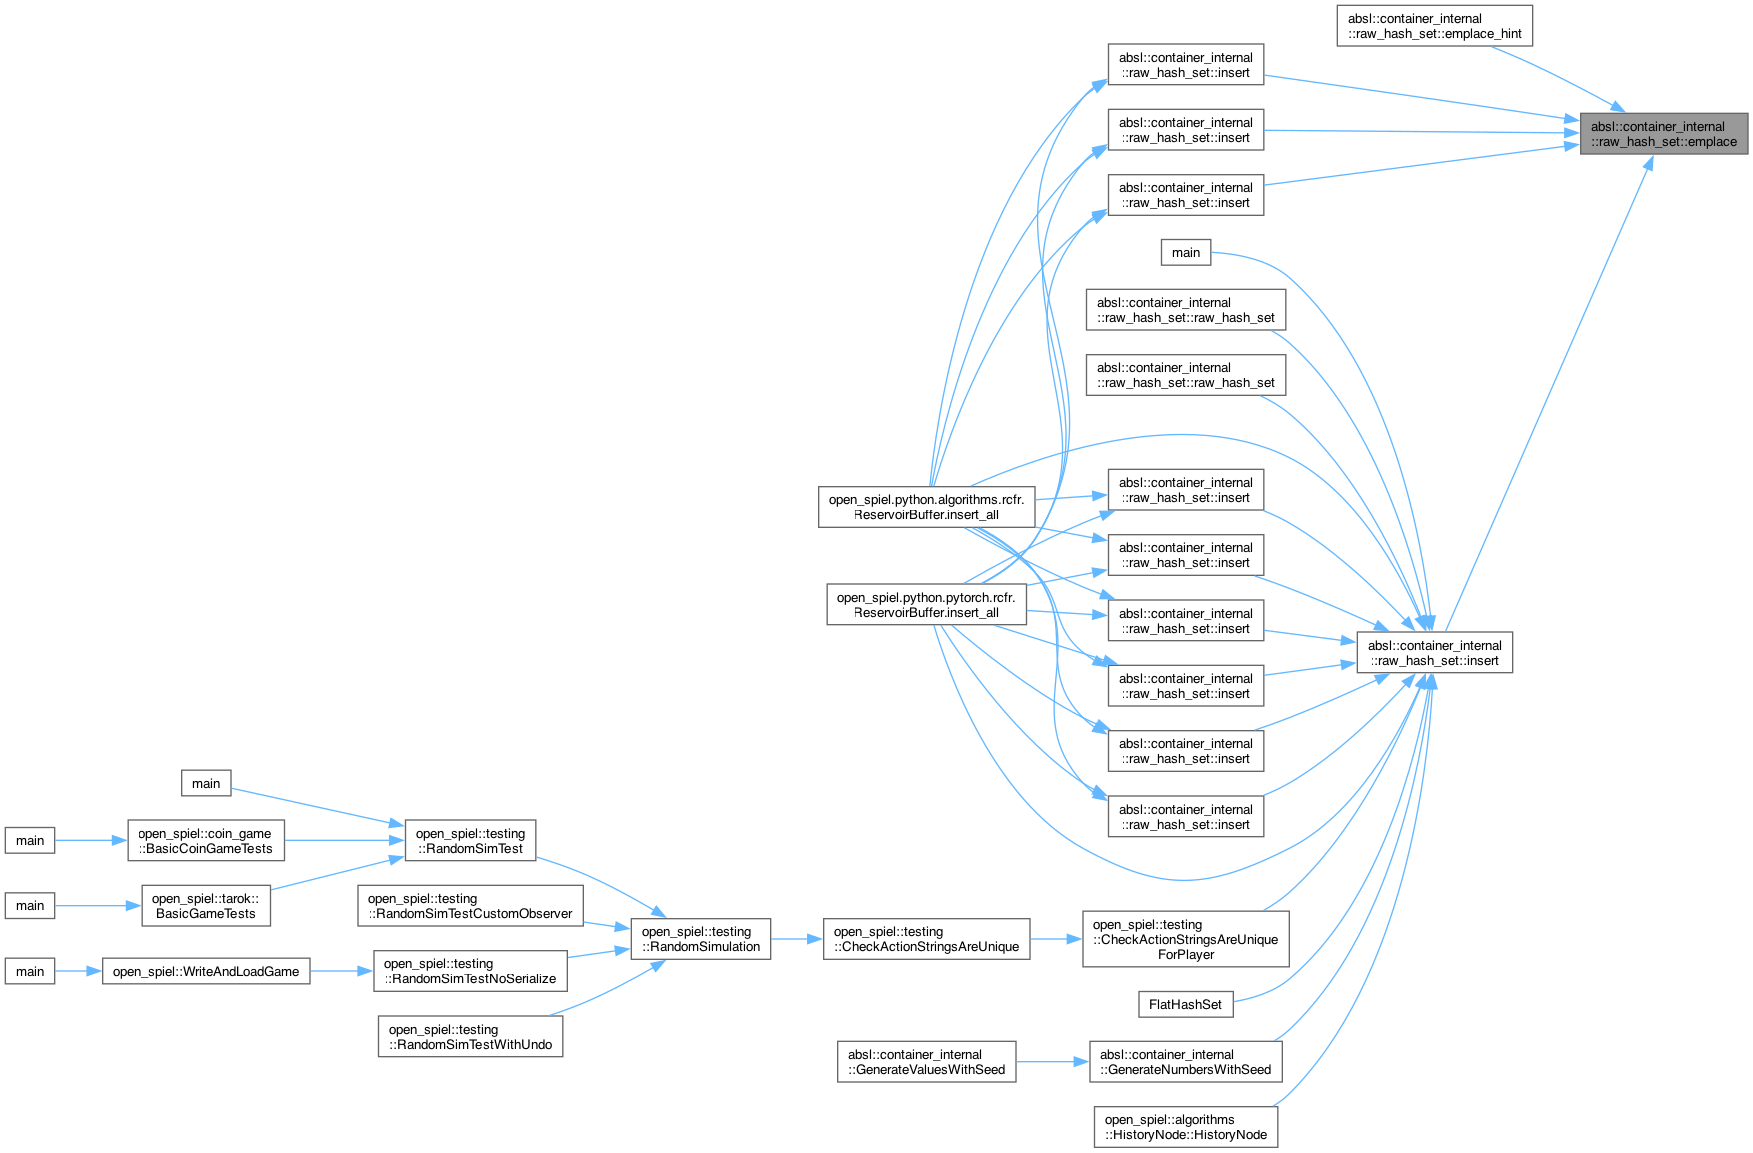 absl::container_internal
::raw_hash_set::emplace_hint
absl::container_internal
::raw_hash_set::insert
absl::container_internal
::raw_hash_set::insert
absl::container_internal
::raw_hash_set::emplace
absl::container_internal
::raw_hash_set::insert
main
absl::container_internal
::raw_hash_set::raw_hash_set
absl::container_internal
::raw_hash_set::raw_hash_set
absl::container_internal
::raw_hash_set::insert
open_spiel.python.algorithms.rcfr.
ReservoirBuffer.insert_all
absl::container_internal
::raw_hash_set::insert
open_spiel.python.pytorch.rcfr.
ReservoirBuffer.insert_all
absl::container_internal
::raw_hash_set::insert
absl::container_internal
::raw_hash_set::insert
absl::container_internal
::raw_hash_set::insert
absl::container_internal
::raw_hash_set::insert
absl::container_internal
::raw_hash_set::insert
main
main
open_spiel::coin_game
::BasicCoinGameTests
open_spiel::testing
::RandomSimTest
main
open_spiel::tarok::
BasicGameTests
open_spiel::testing
::RandomSimTestCustomObserver
open_spiel::testing
::RandomSimulation
open_spiel::testing
::CheckActionStringsAreUnique
open_spiel::testing
::CheckActionStringsAreUnique
ForPlayer
main
open_spiel::WriteAndLoadGame
open_spiel::testing
::RandomSimTestNoSerialize
FlatHashSet
open_spiel::testing
::RandomSimTestWithUndo
absl::container_internal
::GenerateValuesWithSeed
absl::container_internal
::GenerateNumbersWithSeed
open_spiel::algorithms
::HistoryNode::HistoryNode